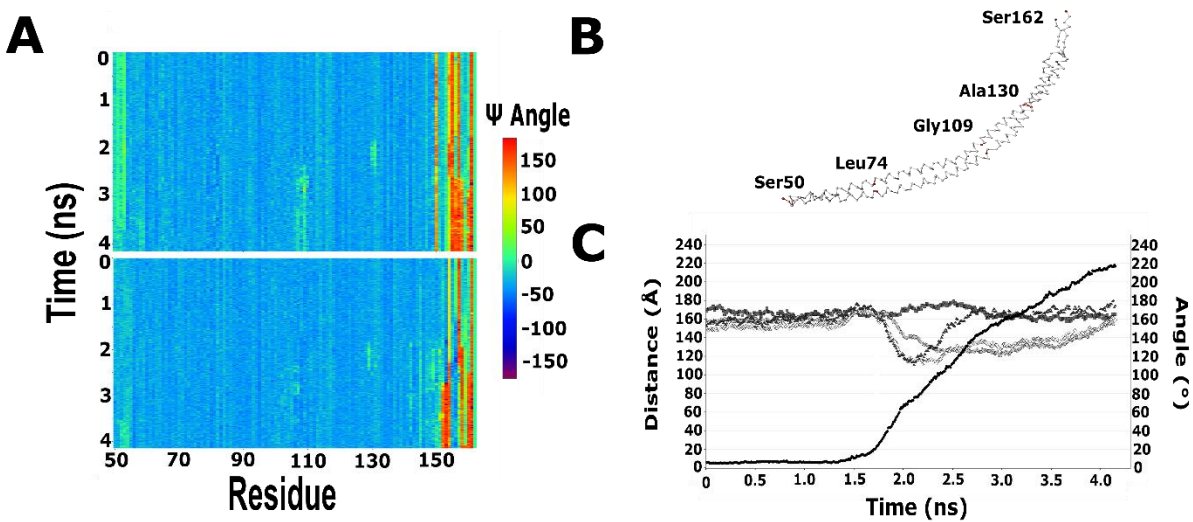 A
0
1
2
3
4
0
1
2
3
4
50 70 90 110 130 150
Time (ns)
Residue
Ψ Angle
150
100
50
0
-50
-100
-150
B
Ser162
Ala130
Gly109
Leu74
Ser50
C
240 240
220 220
200 200
180 180
160 160
140 140
120 120
100 100
80 80
60 60
40 40
20 20
0 0
Distance (Å)
Angle (°)
0 0.5 1.0 1.5 2.0 2.5 3.0 3.5 4.0
Time (ns)